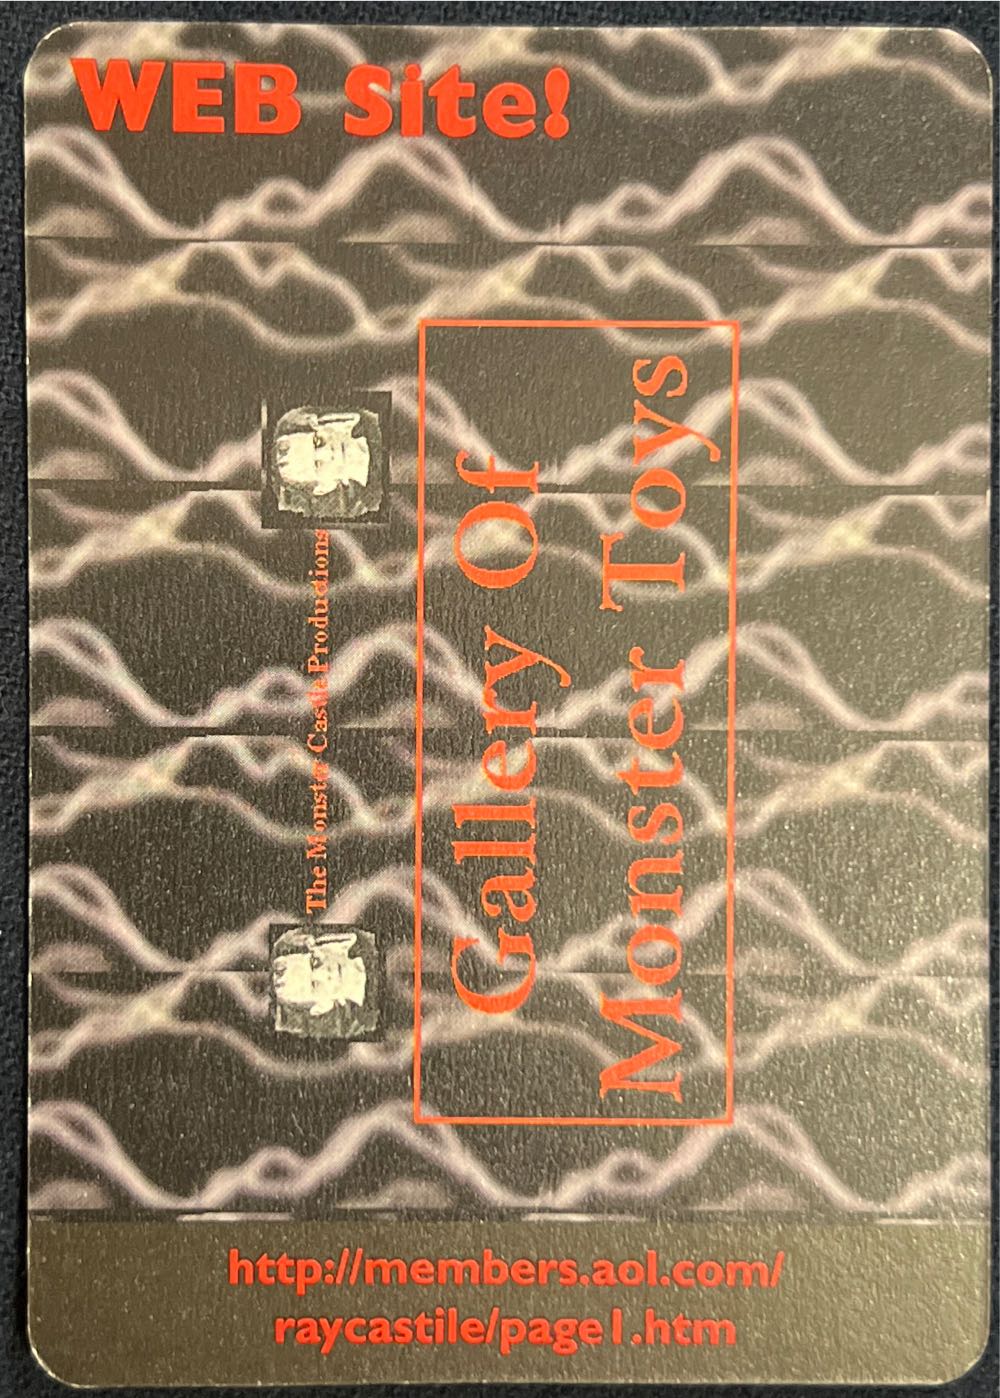 WEB Site!
The Monster Castle Productions
Gallery Of
Monster Toys
http://members.aol.com/
raycastile/page1.htm